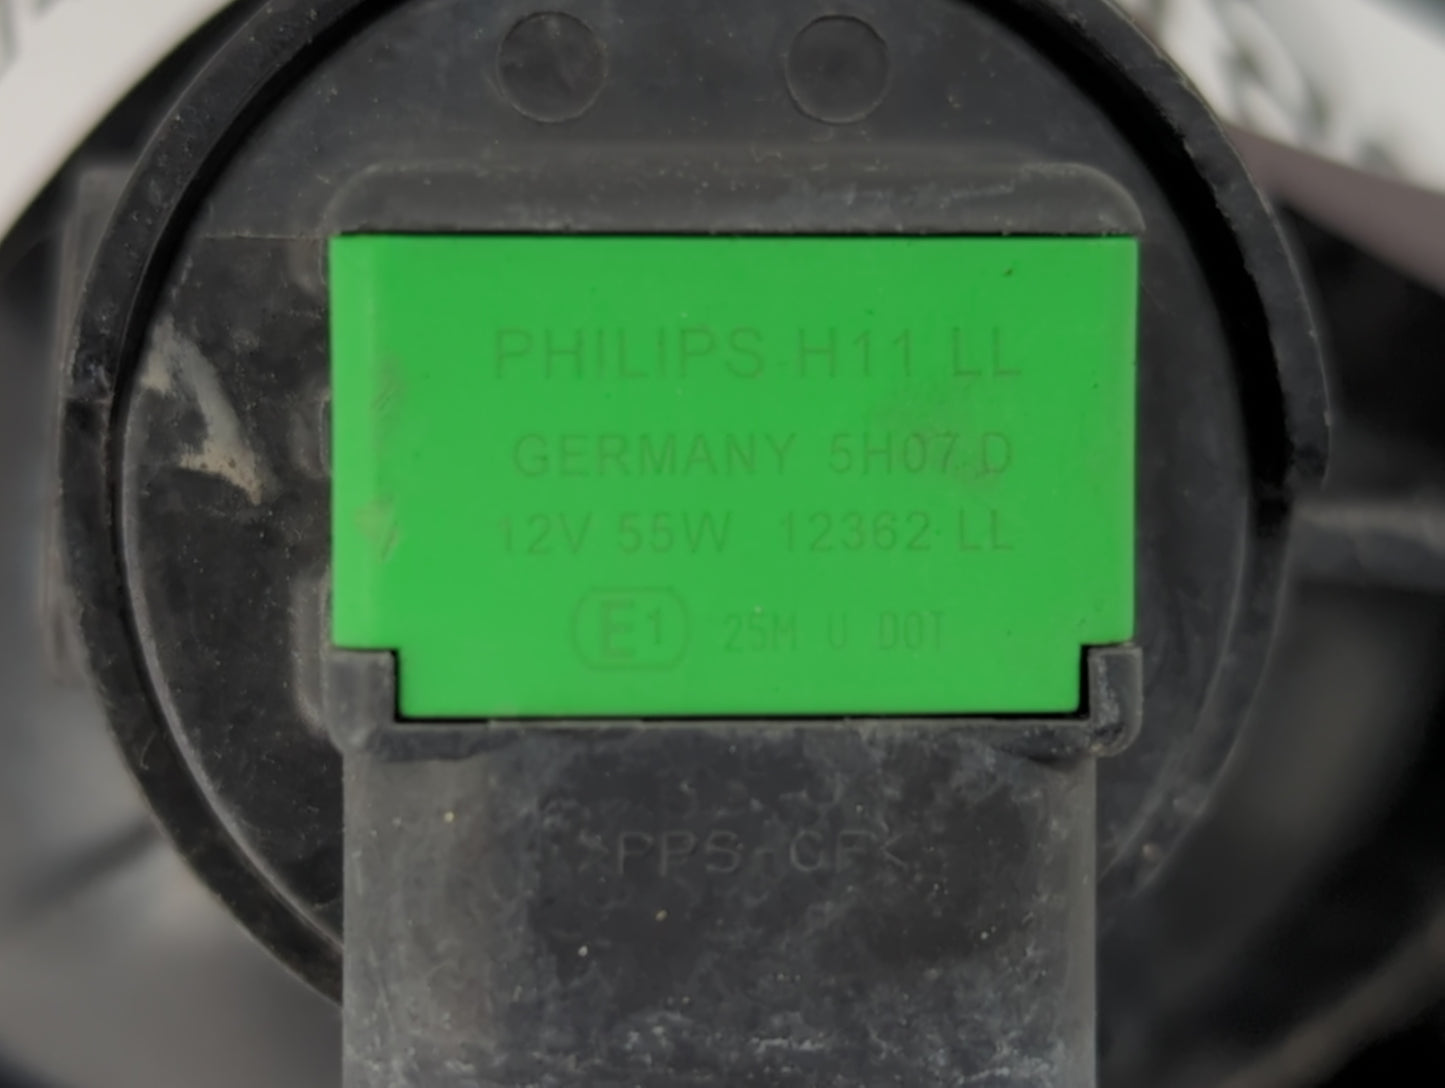 PHILIPS H11 LL
GERMANY 5H07 D
12V 55W 12362 LL
E1 25M U DOT
PPS-GF<